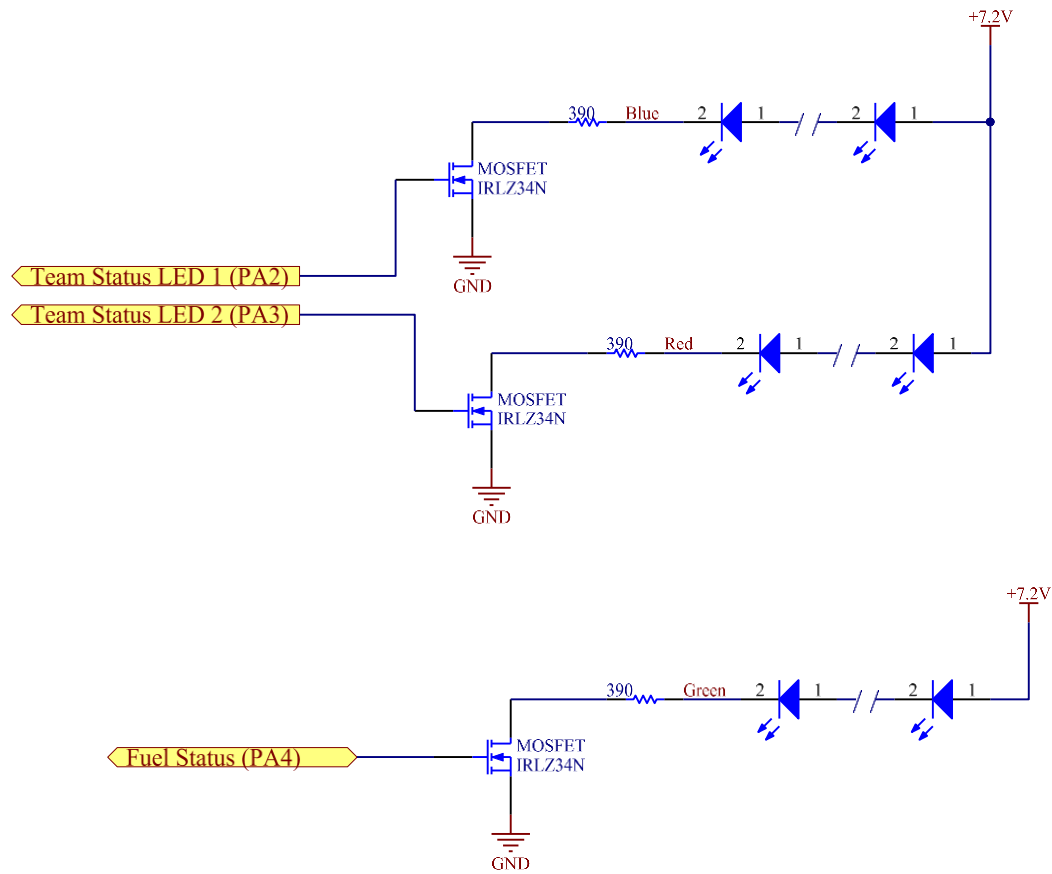 +7.2V
390 Blue 2 1 2 1
MOSFET
IRLZ34N
Team Status LED 1 (PA2)
GND
Team Status LED 2 (PA3)
390 Red 2 1 2 1
MOSFET
IRLZ34N
GND
+7.2V
390 Green 2 1 2 1
MOSFET
IRLZ34N
Fuel Status (PA4)
GND